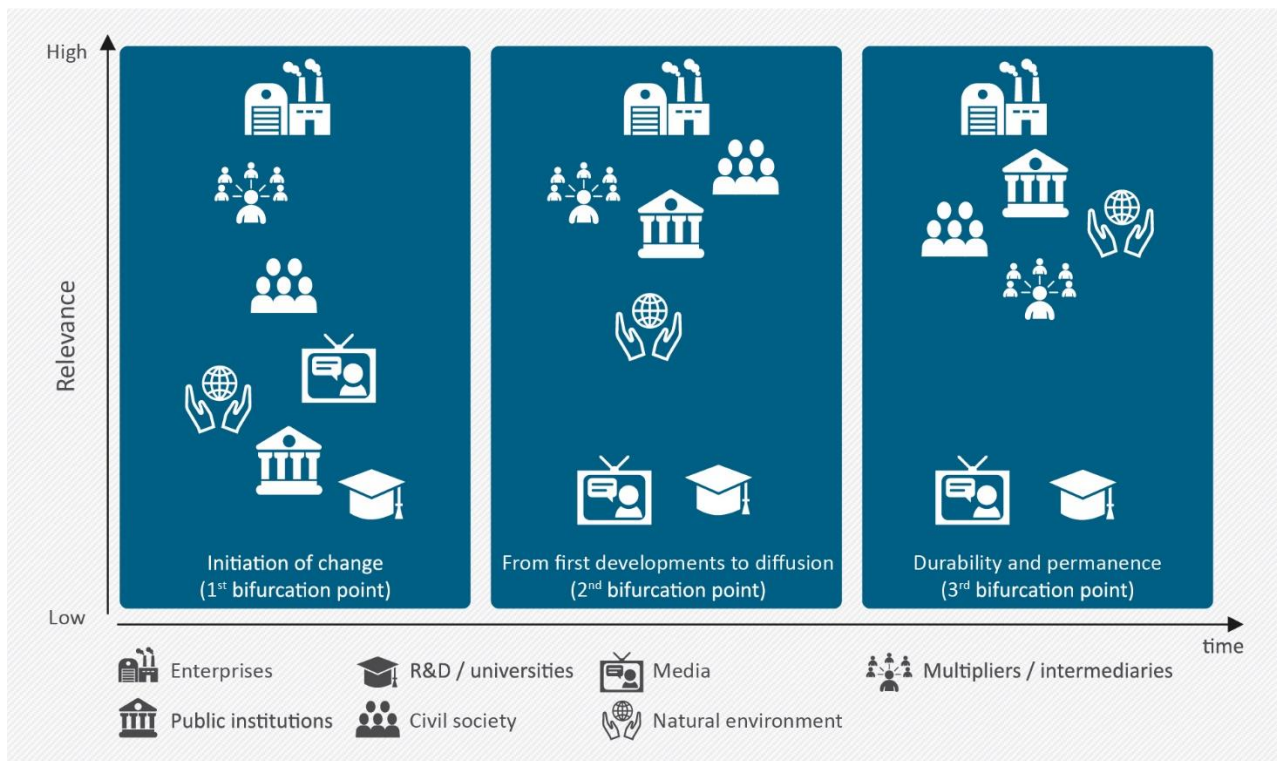 High
Relevance
Low
Initiation of change
(1st bifurcation point)
From first developments to diffusion
(2nd bifurcation point)
Durability and permanence
(3rd bifurcation point)
time
Enterprises
R&D / universities
Media
Multipliers / intermediaries
Public institutions
Civil society
Natural environment